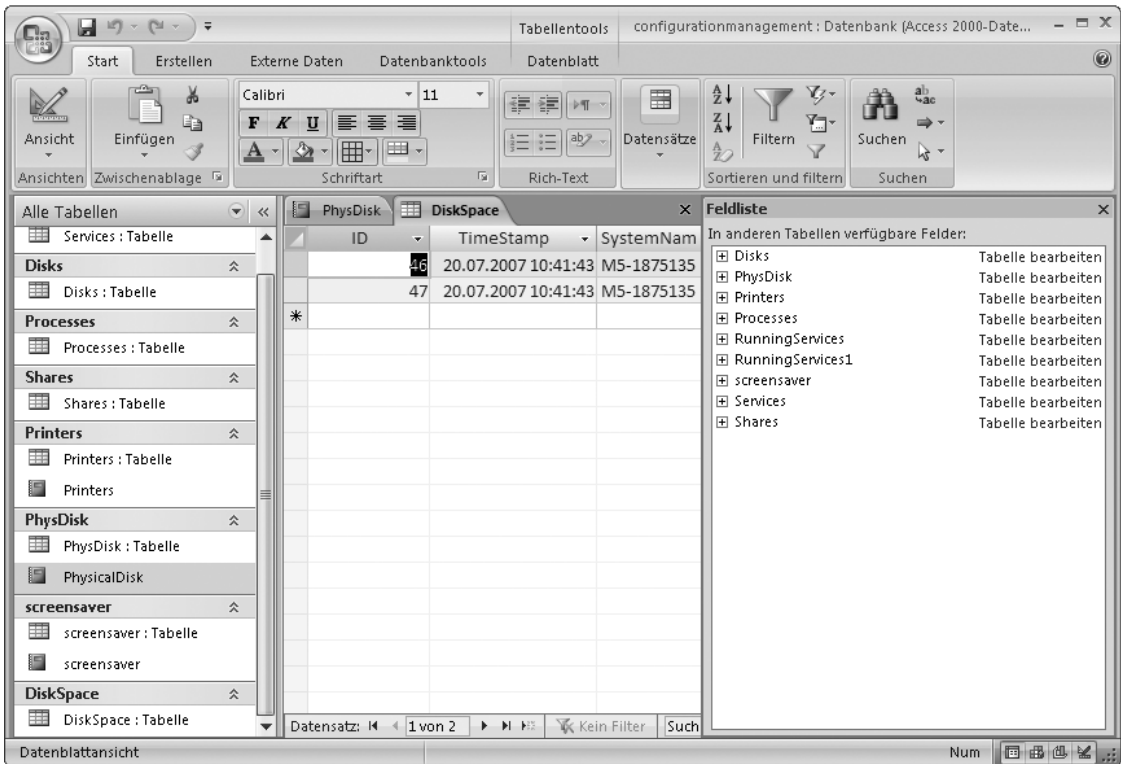 Tabellentools configurationmanagement : Datenbank (Access 2000-Date...
Start Erstellen Externe Daten Datenbanktools Datenblatt
Calibri 11
F K U
Ansicht Einfügen Datensätze Filtern Suchen
Ansichten Zwischenablage Schriftart Rich-Text Sortieren und filtern Suchen
Alle Tabellen
Services : Tabelle
Disks
Disks : Tabelle
Processes
Processes : Tabelle
Shares
Shares : Tabelle
Printers
Printers : Tabelle
Printers
PhysDisk
PhysDisk : Tabelle
PhysicalDisk
screensaver
screensaver : Tabelle
screensaver
DiskSpace
DiskSpace : Tabelle
PhysDisk DiskSpace
ID TimeStamp SystemNam
46 20.07.2007 10:41:43 M5-1875135
47 20.07.2007 10:41:43 M5-1875135
Datensatz: 1 von 2 Kein Filter Such
Feldliste
In anderen Tabellen verfügbare Felder:
Disks Tabelle bearbeiten
PhysDisk Tabelle bearbeiten
Printers Tabelle bearbeiten
Processes Tabelle bearbeiten
RunningServices Tabelle bearbeiten
RunningServices1 Tabelle bearbeiten
screensaver Tabelle bearbeiten
Services Tabelle bearbeiten
Shares Tabelle bearbeiten
Datenblattansicht Num